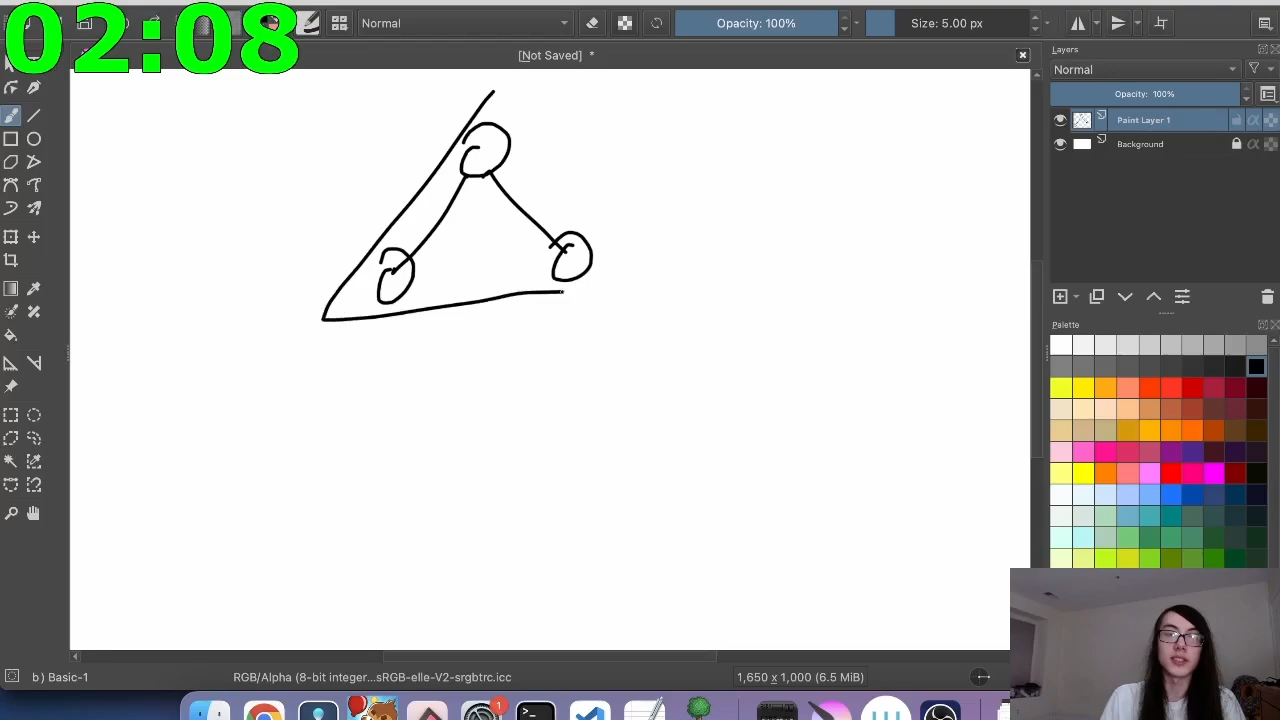 02:08
Normal
Opacity: 100%
Size: 5.00 px
[Not Saved] *
Layers
Normal
Opacity: 100%
Paint Layer 1
Background
Palette
b) Basic-1
RGB/Alpha (8-bit integer...sRGB-elle-V2-srgbtrc.icc
1,650 x 1,000 (6.5 MiB)
1